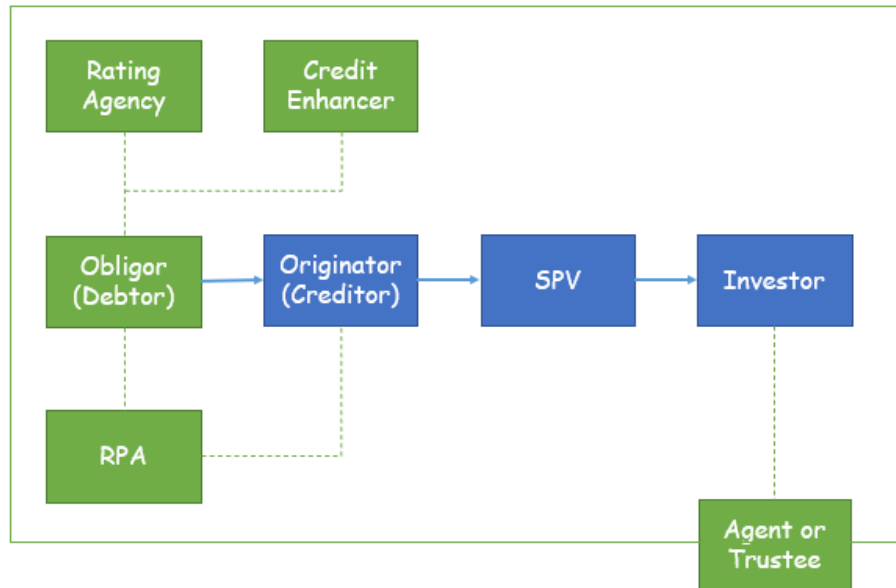 Rating
Agency
Credit
Enhancer
Obligor
(Debtor)
Originator
(Creditor)
SPV
Investor
RPA
Agent or
Trustee